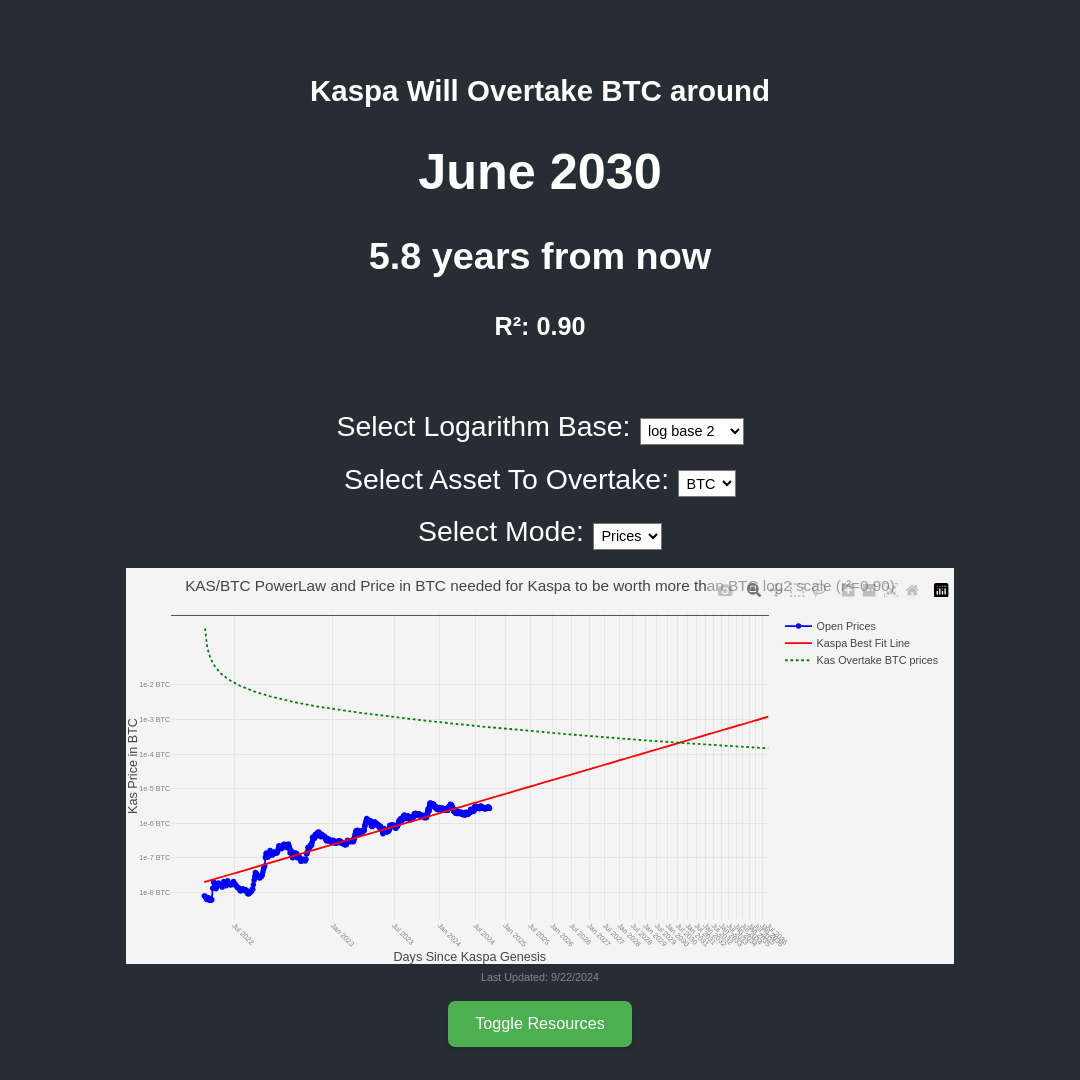 Kaspa Will Overtake BTC around
June 2030
5.8 years from now
R²: 0.90
Select Logarithm Base: log base 2
Select Asset To Overtake: BTC
Select Mode: Prices
KAS/BTC PowerLaw and Price in BTC needed for Kaspa to be worth more than BTC log2 scale (r²=0.90)
Open Prices
Kaspa Best Fit Line
Kas Overtake BTC prices
Kas Price in BTC
1e-2 BTC
1e-3 BTC
1e-4 BTC
1e-5 BTC
1e-6 BTC
1e-7 BTC
1e-8 BTC
Jul 2022
Jan 2023
Jul 2023
Jan 2024
Jul 2024
Jan 2025
Jul 2025
Jan 2026
Jul 2026
Jan 2027
Jul 2027
Jan 2028
Jul 2028
Jan 2029
Jul 2029
Jan 2030
Jul 2030
Jan 2031
Jul 2031
Days Since Kaspa Genesis
Last Updated: 9/22/2024
Toggle Resources